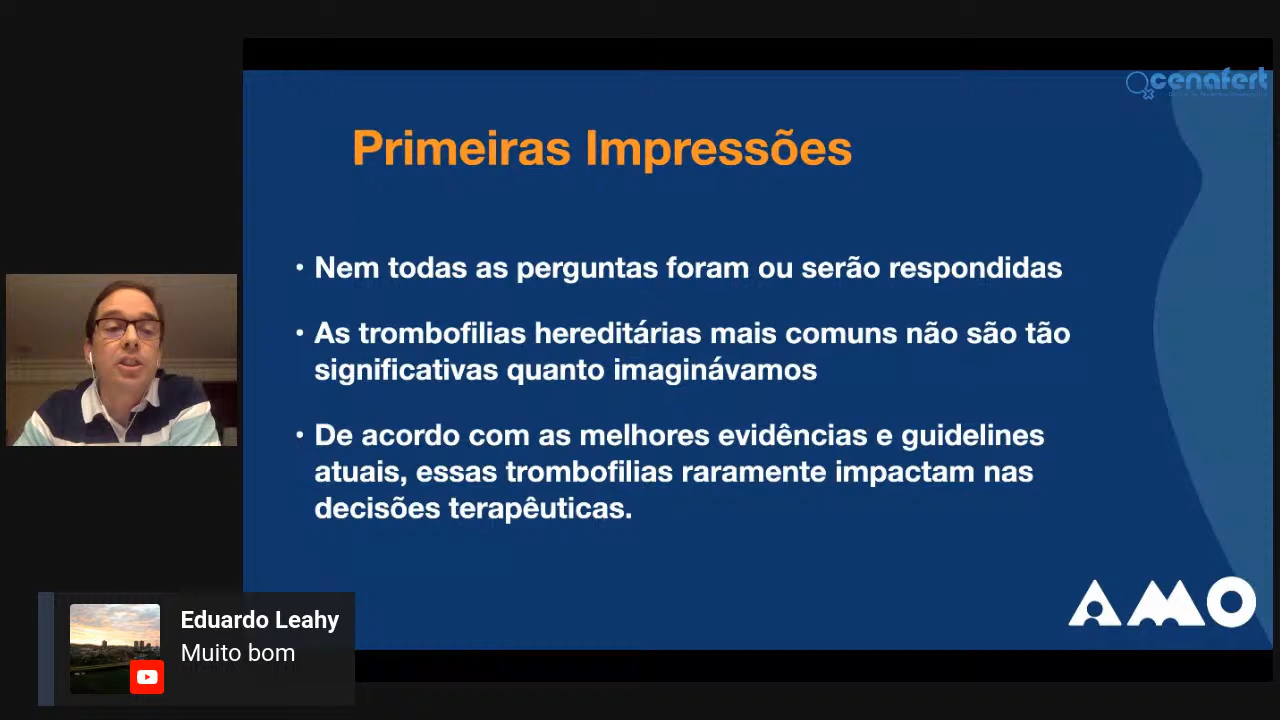 cenafert
Primeiras Impressões
• Nem todas as perguntas foram ou serão respondidas
• As trombofilias hereditárias mais comuns não são tão
significativas quanto imaginávamos
• De acordo com as melhores evidências e guidelines
atuais, essas trombofilias raramente impactam nas
decisões terapêuticas.
AMO
Eduardo Leahy
Muito bom